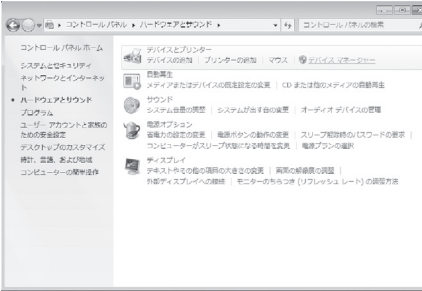 コントロール パネル ▸ ハードウェアとサウンド ▸
コントロール パネルの検索
コントロール パネル ホーム
システムとセキュリティ
ネットワークとインターネット
ハードウェアとサウンド
プログラム
ユーザー アカウントと家族のための安全設定
デスクトップのカスタマイズ
時計、言語、および地域
コンピューターの簡単操作
デバイスとプリンター
デバイスの追加 | プリンターの追加 | マウス | デバイス マネージャー
自動再生
メディアまたはデバイスの既定設定の変更 | CD または他のメディアの自動再生
サウンド
システム音量の調整 | システムが出す音の変更 | オーディオ デバイスの管理
電源オプション
省電力の設定の変更 | 電源ボタンの動作の変更 | スリープ解除時のパスワードの要求 |
コンピューターがスリープ状態になる時間を変更 | 電源プランの選択
ディスプレイ
テキストやその他の項目の大きさの変更 | 画面の解像度の調整 |
外部ディスプレイへの接続 | モニターのちらつき (リフレッシュ レート) の調整方法